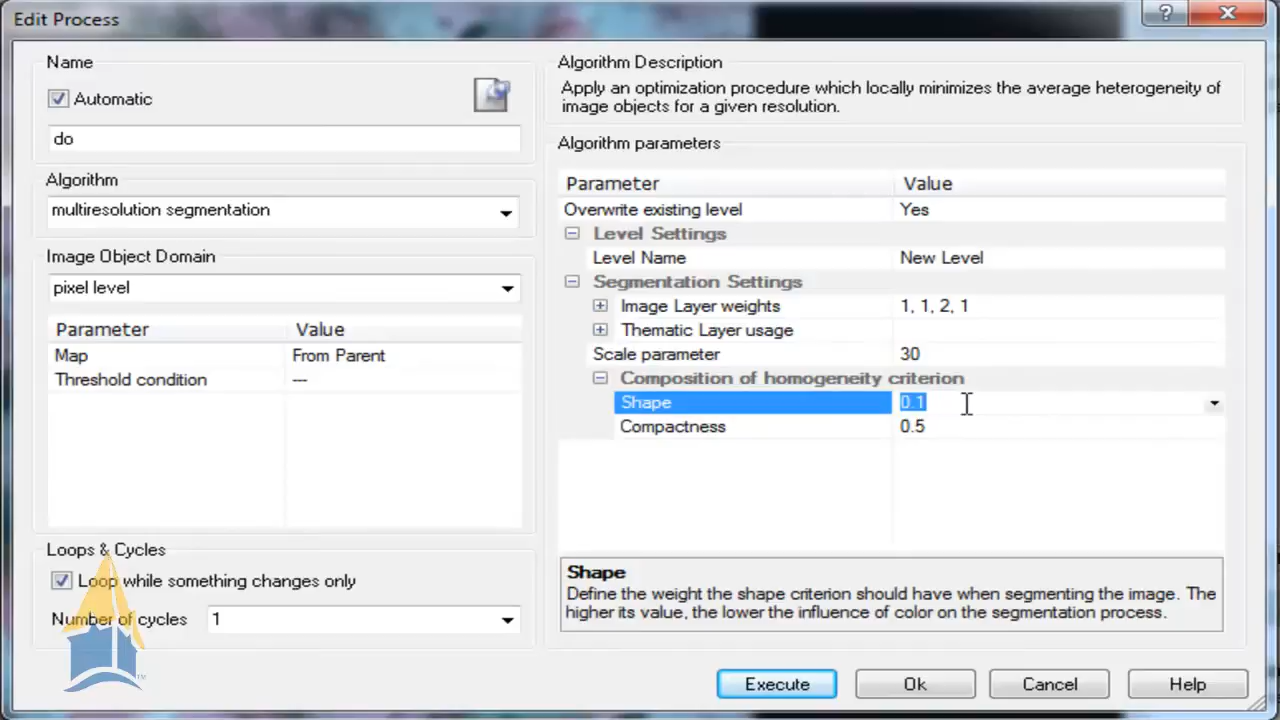 Edit Process
?
Name
Automatic
do
Algorithm
multiresolution segmentation
Image Object Domain
pixel level
Parameter Value
Map From Parent
Threshold condition ---
Loops & Cycles
Loop while something changes only
Number of cycles 1
Algorithm Description
Apply an optimization procedure which locally minimizes the average heterogeneity of
image objects for a given resolution.
Algorithm parameters
Parameter Value
Overwrite existing level Yes
Level Settings
Level Name New Level
Segmentation Settings
Image Layer weights 1, 1, 2, 1
Thematic Layer usage
Scale parameter 30
Composition of homogeneity criterion
Shape 0.1
Compactness 0.5
Shape
Define the weight the shape criterion should have when segmenting the image. The
higher its value, the lower the influence of color on the segmentation process.
Execute Ok Cancel Help